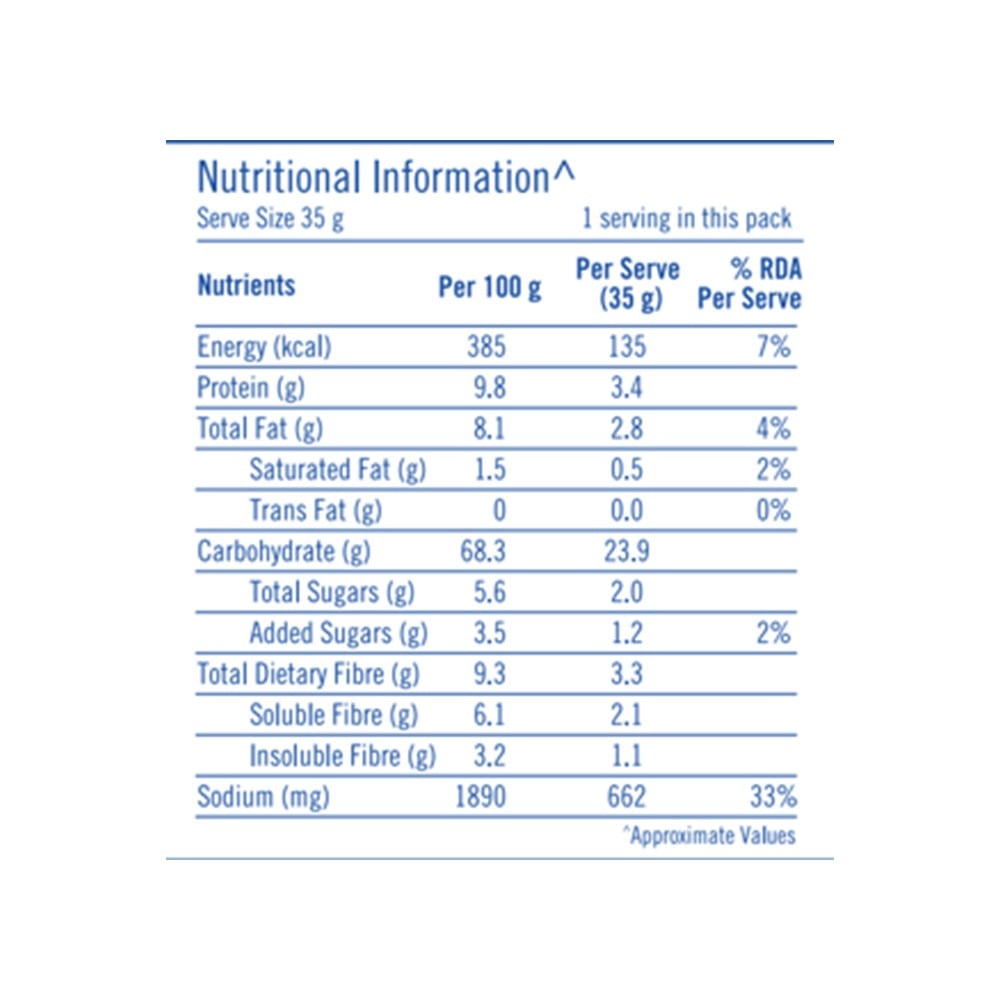 Nutritional Information^
Serve Size 35 g 1 serving in this pack
Nutrients Per 100 g Per Serve (35 g) % RDA Per Serve
Energy (kcal) 385 135 7%
Protein (g) 9.8 3.4
Total Fat (g) 8.1 2.8 4%
Saturated Fat (g) 1.5 0.5 2%
Trans Fat (g) 0 0.0 0%
Carbohydrate (g) 68.3 23.9
Total Sugars (g) 5.6 2.0
Added Sugars (g) 3.5 1.2 2%
Total Dietary Fibre (g) 9.3 3.3
Soluble Fibre (g) 6.1 2.1
Insoluble Fibre (g) 3.2 1.1
Sodium (mg) 1890 662 33%
^Approximate Values